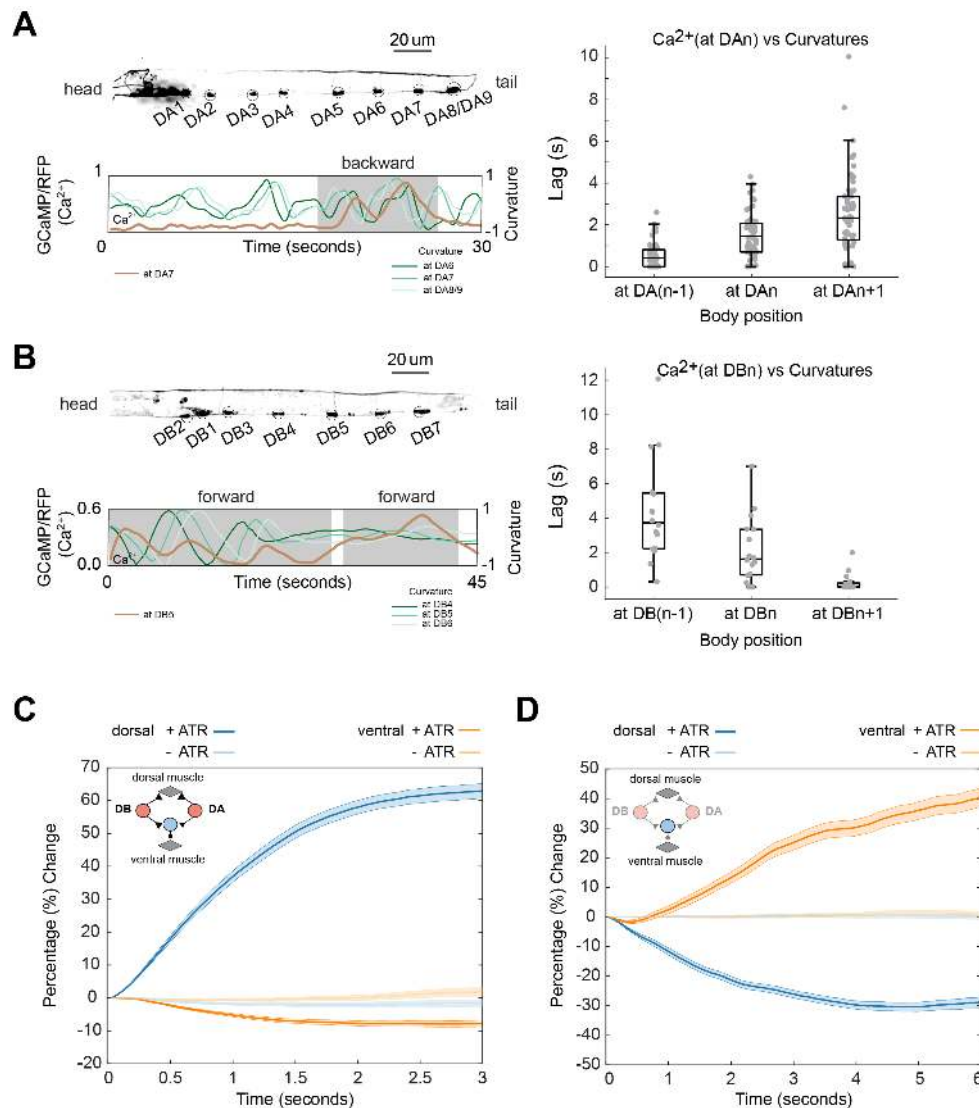 A
20 um
head
tail
DA1 DA2 DA3 DA4 DA5 DA6 DA7 DA8/DA9
backward
GCaMP/RFP
(Ca²⁺)
1
0
Ca²⁺
1
-1
Curvature
Time (seconds)
30
at DA7
Curvature
at DA6
at DA7
at DA8/9
Ca²⁺(at DAn) vs Curvatures
Lag (s)
10
8
6
4
2
0
at DA(n-1) at DAn at DAn+1
Body position
B
20 um
head
tail
DB2 DB1 DB3 DB4 DB5 DB6 DB7
forward forward
GCaMP/RFP
(Ca²⁺)
0.6
0.0
Ca²⁺
1
-1
Curvature
0
Time (seconds)
45
at DB5
Curvature
at DB4
at DB5
at DB6
Ca²⁺(at DBn) vs Curvatures
Lag (s)
12
10
8
6
4
2
0
at DB(n-1) at DBn at DBn+1
Body position
C
dorsal + ATR
- ATR
ventral + ATR
- ATR
Percentage (%) Change
70
60
50
40
30
20
10
0
-10
-20
dorsal muscle
DB DA
ventral muscle
0 0.5 1 1.5 2 2.5 3
Time (seconds)
D
dorsal + ATR
- ATR
ventral + ATR
- ATR
Percentage (%) Change
50
40
30
20
10
0
-10
-20
-30
-40
-50
dorsal muscle
DB DA
ventral muscle
0 1 2 3 4 5 6
Time (seconds)